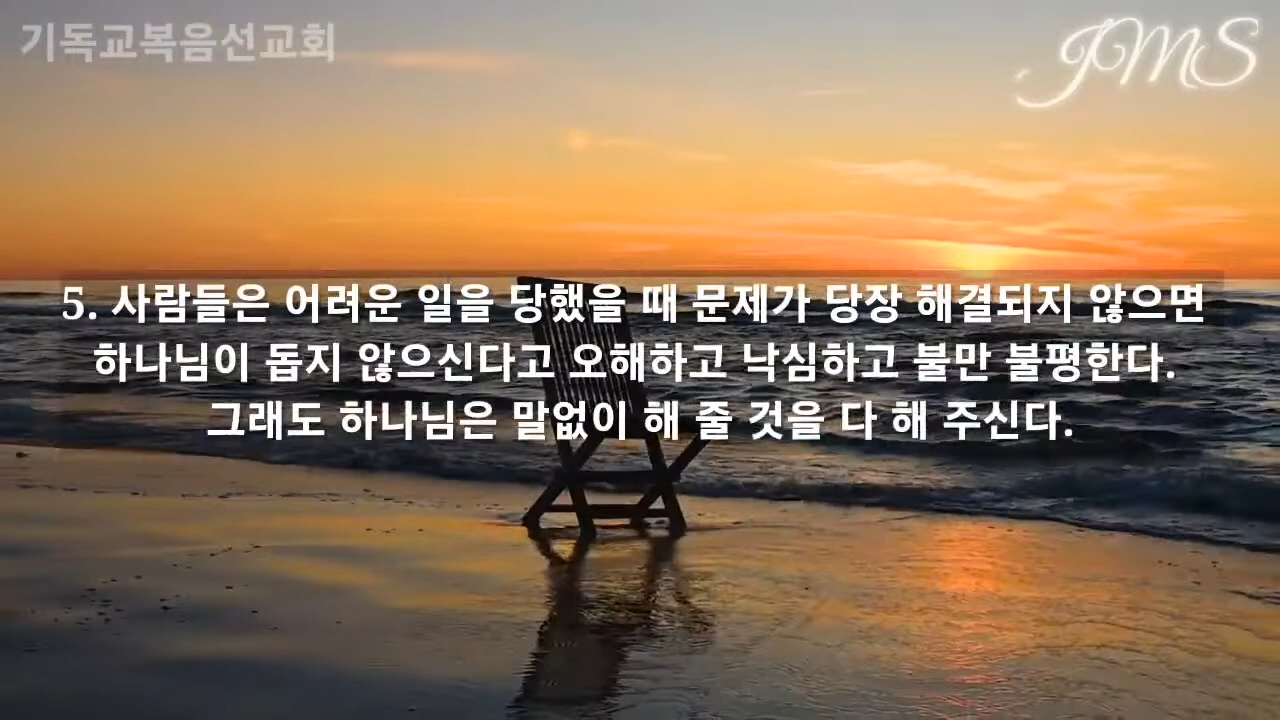 기독교복음선교회
JMS
5. 사람들은 어려운 일을 당했을 때 문제가 당장 해결되지 않으면
하나님이 돕지 않으신다고 오해하고 낙심하고 불만 불평한다.
그래도 하나님은 말없이 해 줄 것을 다 해 주신다.